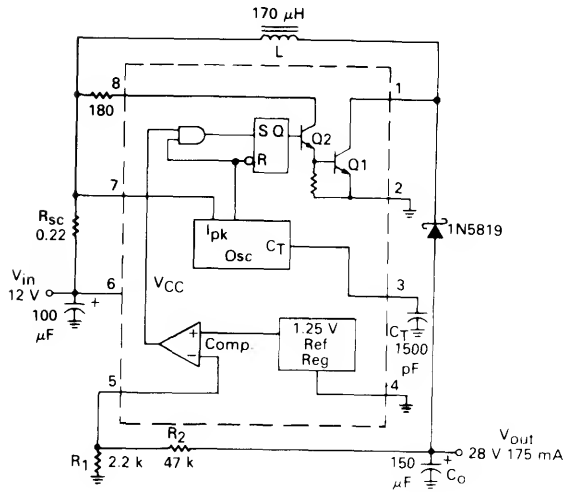 170 μH
L
8
1
180
S Q
Q2
Q1
R
7
2
Rsc
0.22
Ipk
CT
Osc
1N5819
Vin
12 V
6
VCC
3
100
μF
+
CT
1500
pF
+
−
Comp.
1.25 V
Ref
Reg
5
4
R2
R1
2.2 k
47 k
Vout
28 V 175 mA
150
μF
+
CO